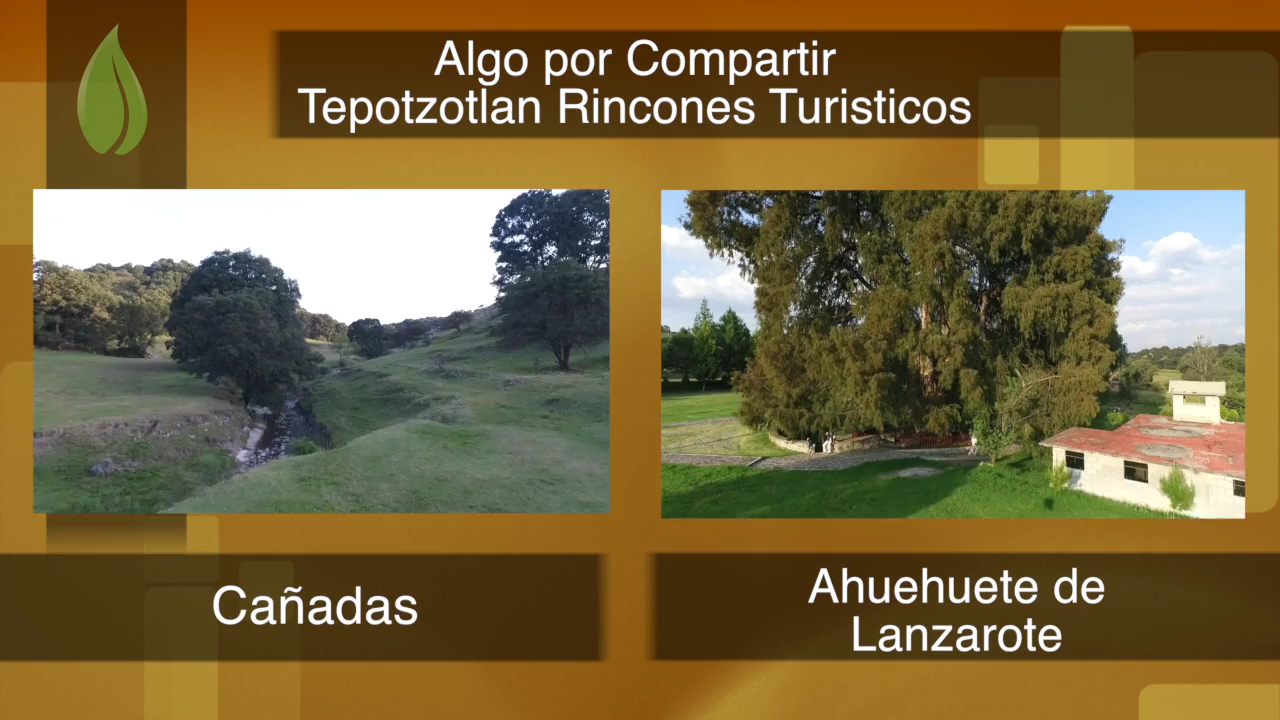 Algo por Compartir
Tepotzotlan Rincones Turisticos
Cañadas
Ahuehuete de
Lanzarote